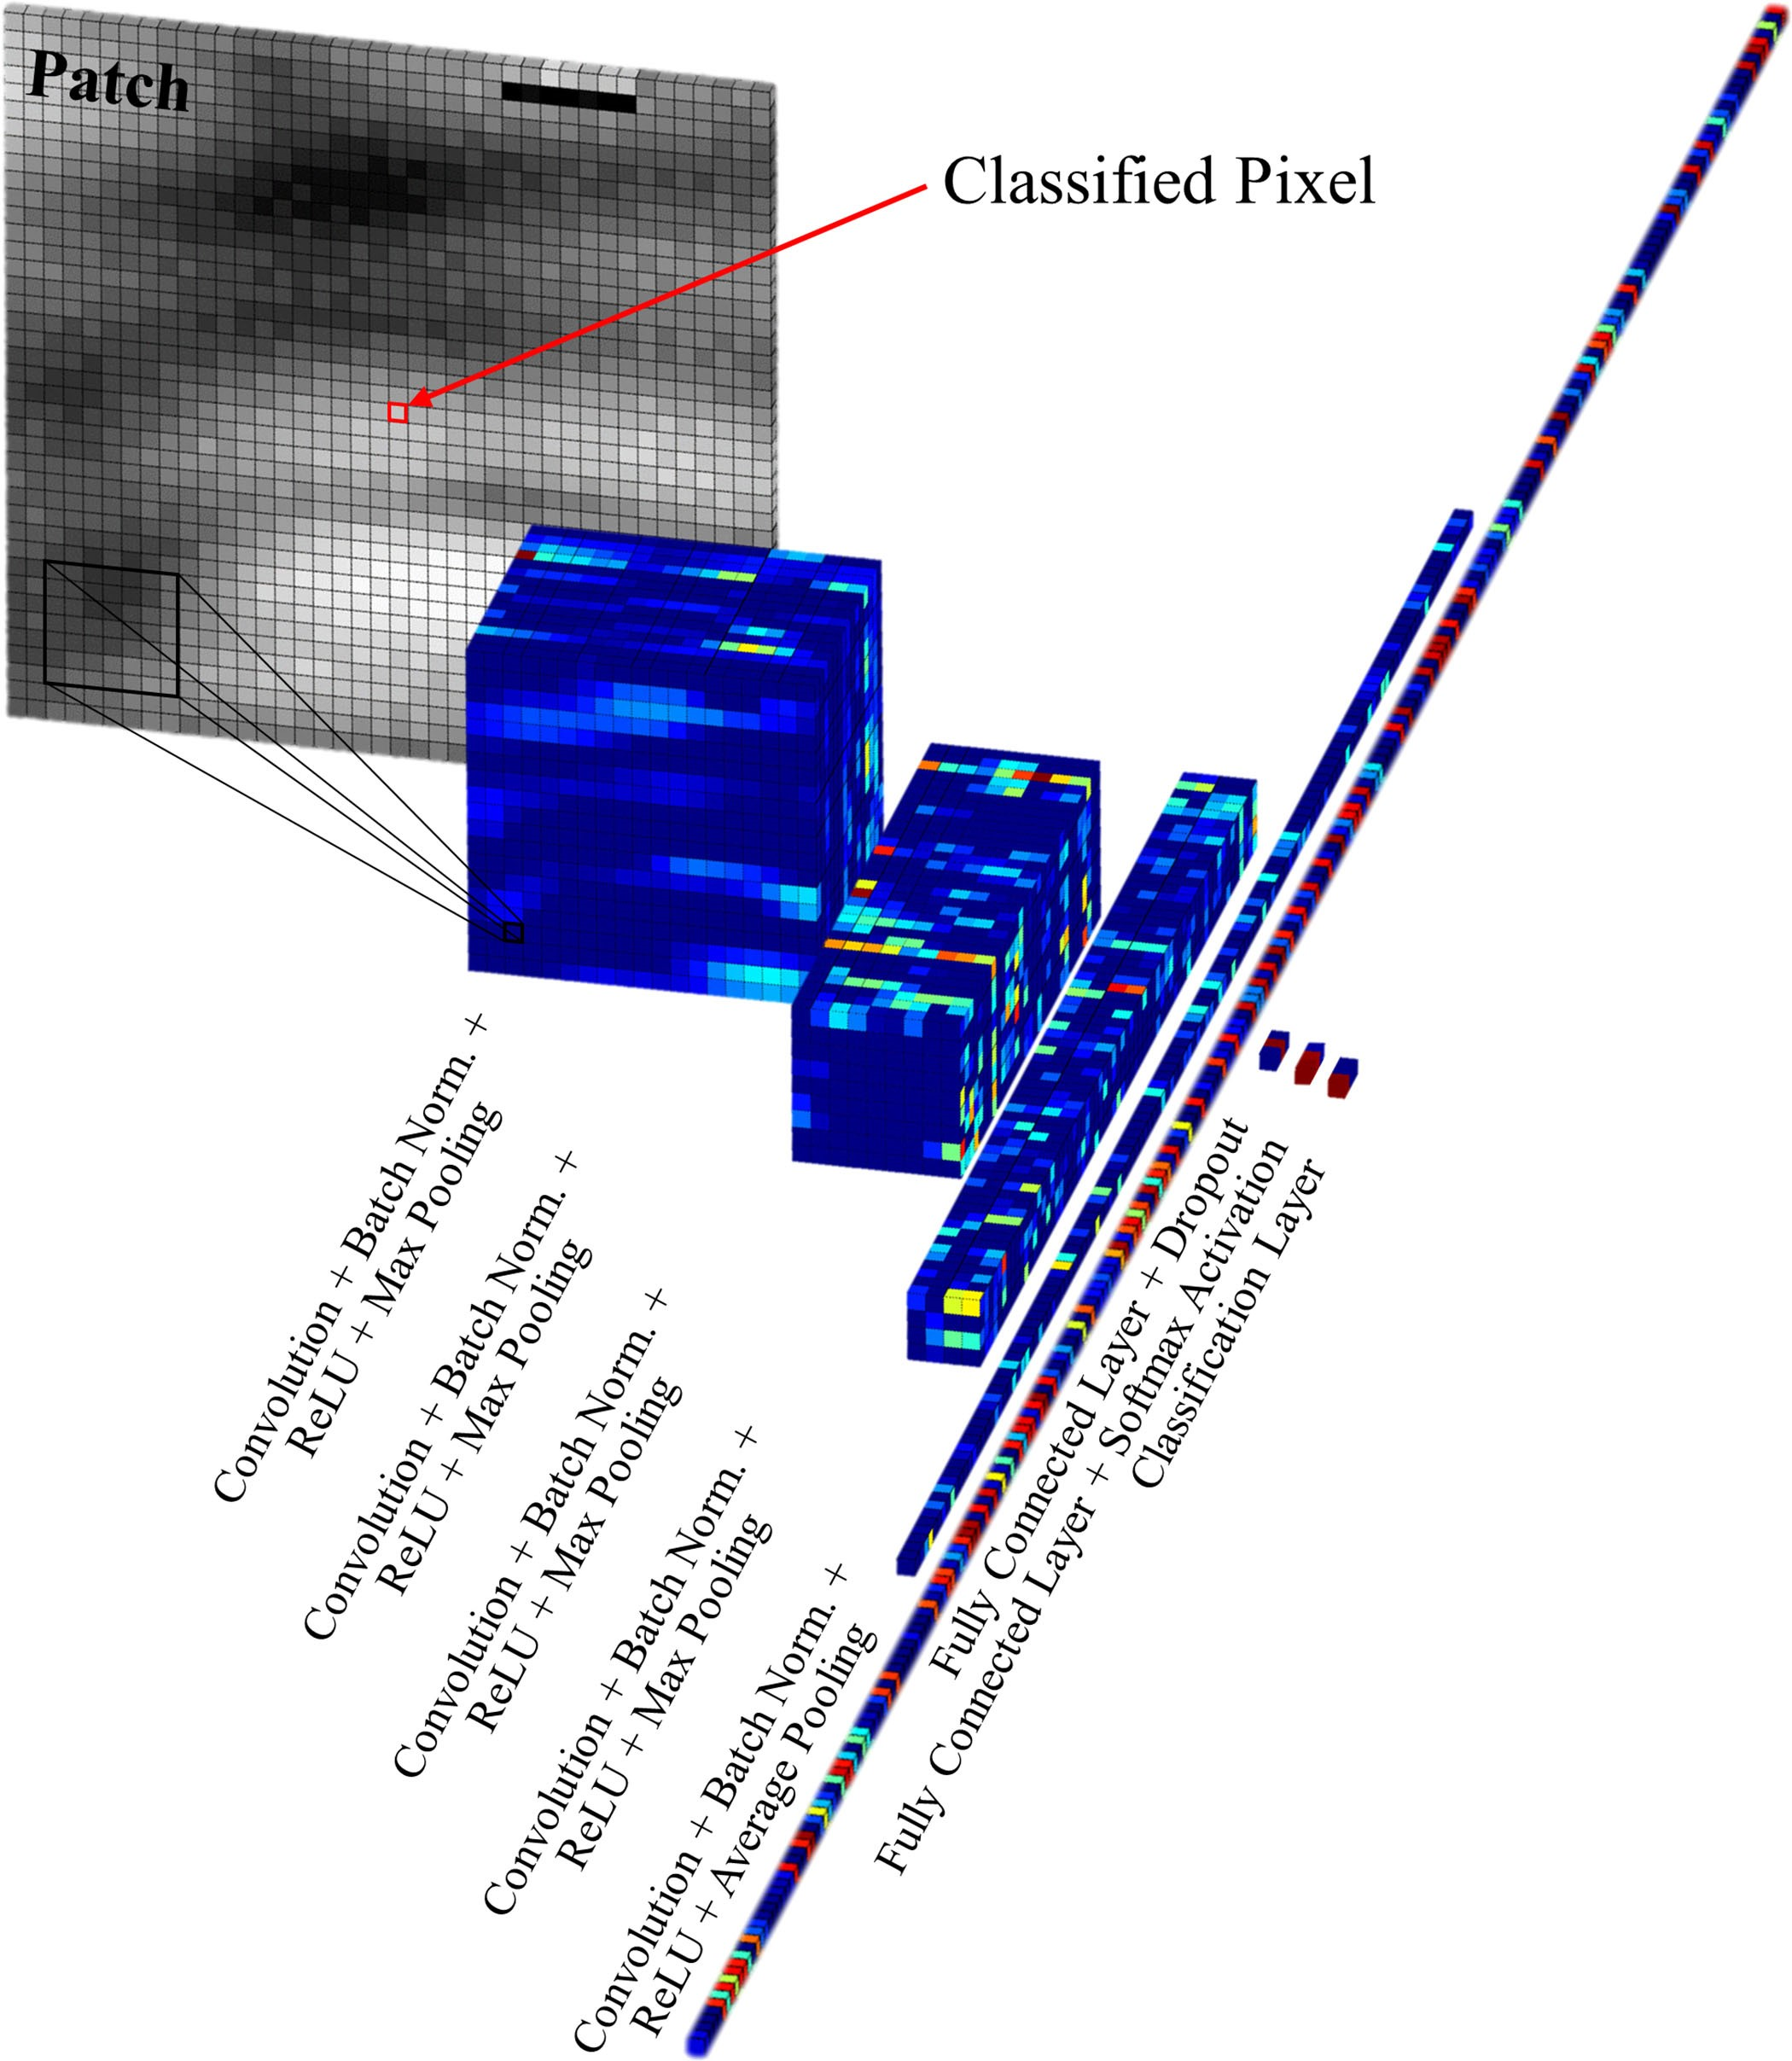 Patch
Classified Pixel
Convolution + Batch Norm. +
ReLU + Max Pooling
Convolution + Batch Norm. +
ReLU + Max Pooling
Convolution + Batch Norm. +
ReLU + Max Pooling
Convolution + Batch Norm. +
ReLU + Max Pooling
Convolution + Batch Norm. +
ReLU + Average Pooling
Fully Connected Layer + Dropout
Fully Connected Layer + Softmax Activation
Classification Layer